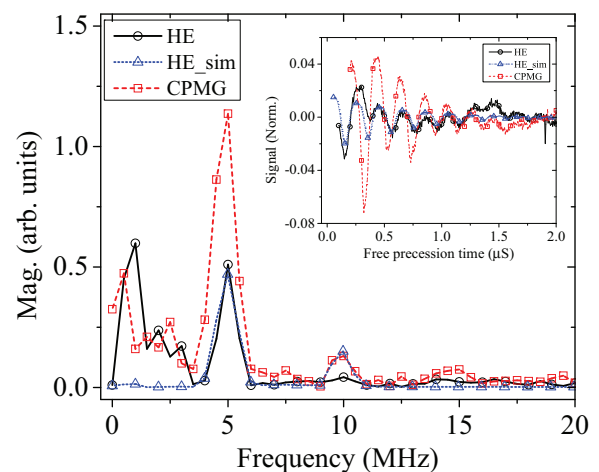 1.5
1.0
0.5
0.0
Mag. (arb. units)
0
5
10
15
20
Frequency (MHz)
HE
HE_sim
CPMG
0.04
0.00
-0.04
-0.08
Signal (Norm.)
0.0
0.5
1.0
1.5
2.0
Free precession time (μS)
HE
HE_sim
CPMG